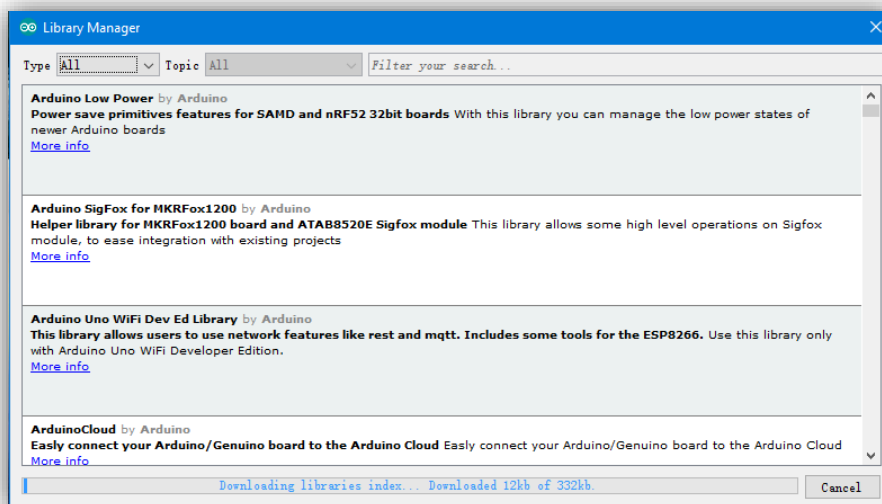 Library Manager
Type All Topic All Filter your search...
Arduino Low Power by Arduino
Power save primitives features for SAMD and nRF52 32bit boards With this library you can manage the low power states of
newer Arduino boards
More info
Arduino SigFox for MKRFox1200 by Arduino
Helper library for MKRFox1200 board and ATAB8520E Sigfox module This library allows some high level operations on Sigfox
module, to ease integration with existing projects
More info
Arduino Uno WiFi Dev Ed Library by Arduino
This library allows users to use network features like rest and mqtt. Includes some tools for the ESP8266. Use this library only
with Arduino Uno WiFi Developer Edition.
More info
ArduinoCloud by Arduino
Easly connect your Arduino/Genuino board to the Arduino Cloud Easly connect your Arduino/Genuino board to the Arduino Cloud
More info
Downloading libraries index... Downloaded 12kb of 332kb. Cancel